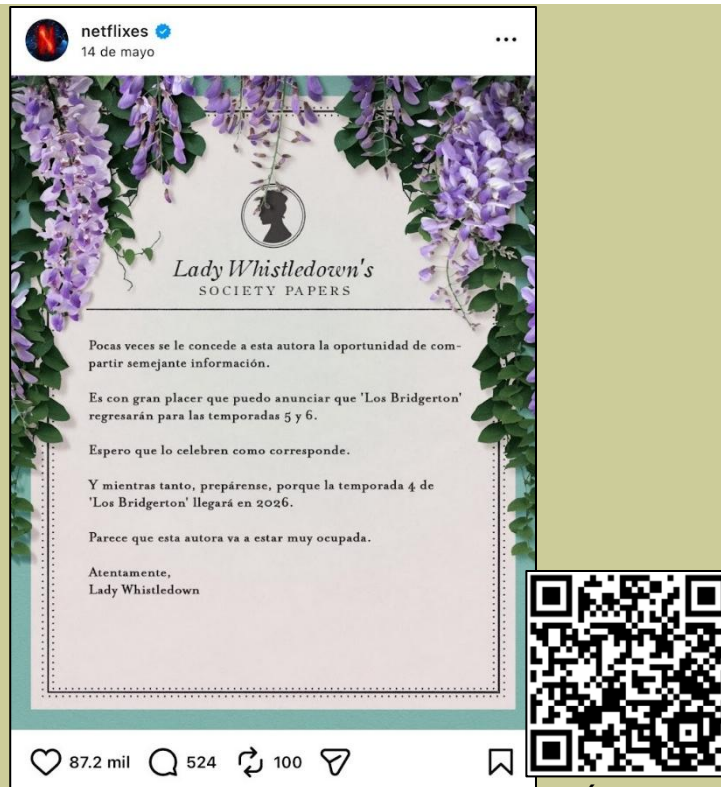 netflixes
14 de mayo
Lady Whistledown's
SOCIETY PAPERS
Pocas veces se le concede a esta autora la oportunidad de com-
partir semejante información.
Es con gran placer que puedo anunciar que 'Los Bridgerton'
regresarán para las temporadas 5 y 6.
Espero que lo celebren como corresponde.
Y mientras tanto, prepárense, porque la temporada 4 de
'Los Bridgerton' llegará en 2026.
Parece que esta autora va a estar muy ocupada.
Atentamente,
Lady Whistledown
87.2 mil 524 100